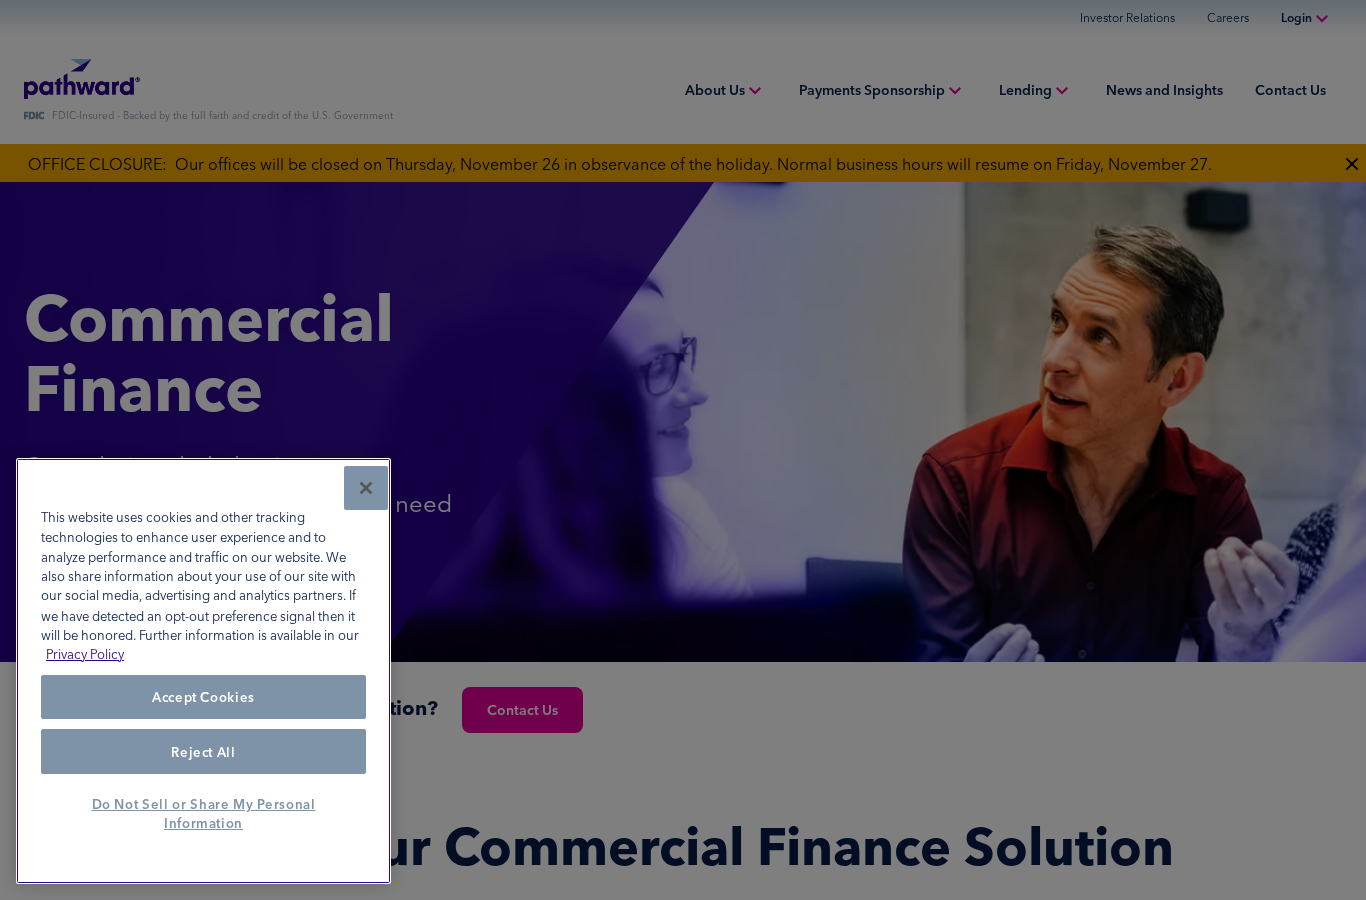 Investor Relations Careers Login
pathward®
About Us Payments Sponsorship Lending News and Insights Contact Us
FDIC FDIC-Insured - Backed by the full faith and credit of the U.S. Government
OFFICE CLOSURE: Our offices will be closed on Thursday, November 26 in observance of the holiday. Normal business hours will resume on Friday, November 27.
Commercial
Finance
need
This website uses cookies and other tracking
technologies to enhance user experience and to
analyze performance and traffic on our website. We
also share information about your use of our site with
our social media, advertising and analytics partners. If
we have detected an opt-out preference signal then it
will be honored. Further information is available in our
Privacy Policy
Accept Cookies
Reject All
Do Not Sell or Share My Personal
Information
Contact Us
Commercial Finance Solution